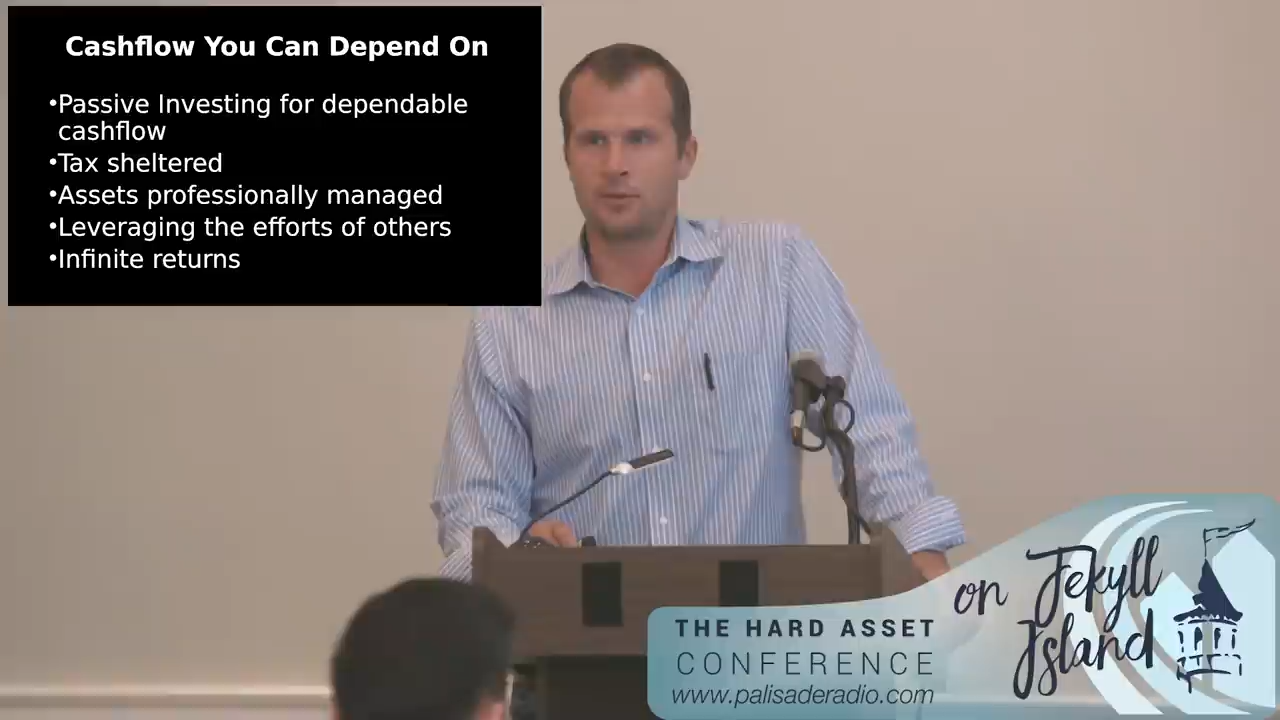 Cashflow You Can Depend On
•Passive Investing for dependable
cashflow
•Tax sheltered
•Assets professionally managed
•Leveraging the efforts of others
•Infinite returns
on Jekyll
Island
THE HARD ASSET
CONFERENCE
www.palisaderadio.com